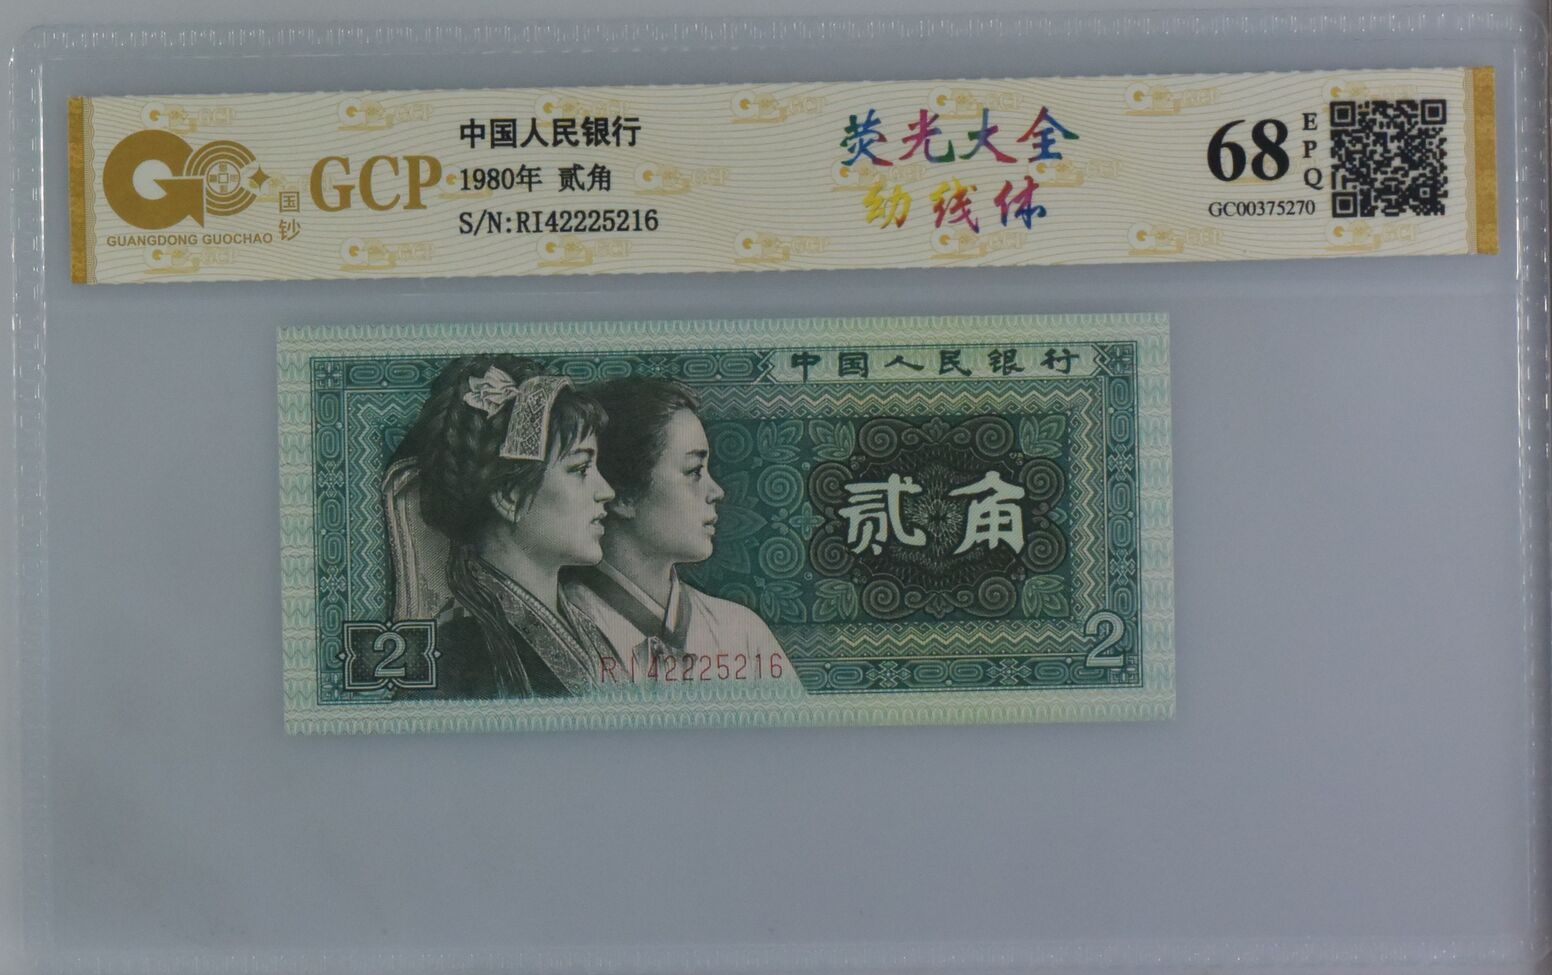 GUANGDONG GUOCHAO
国钞
GCP
中国人民银行
1980年 贰角
S/N:RI42225216
荧光大全
幼线体
68
EPQ
GC00375270
中国人民银行
贰角
2
RI42225216
2